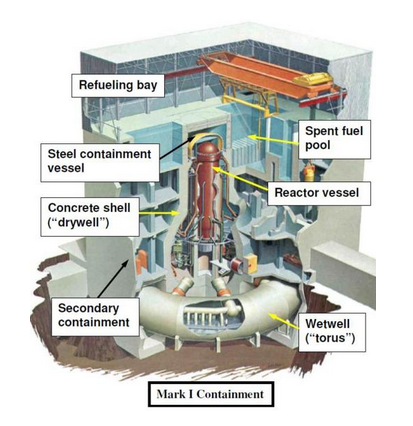 Refueling bay
Spent fuel
pool
Steel containment
vessel
Reactor vessel
Concrete shell
(“drywell”)
Secondary
containment
Wetwell
(“torus”)
Mark I Containment